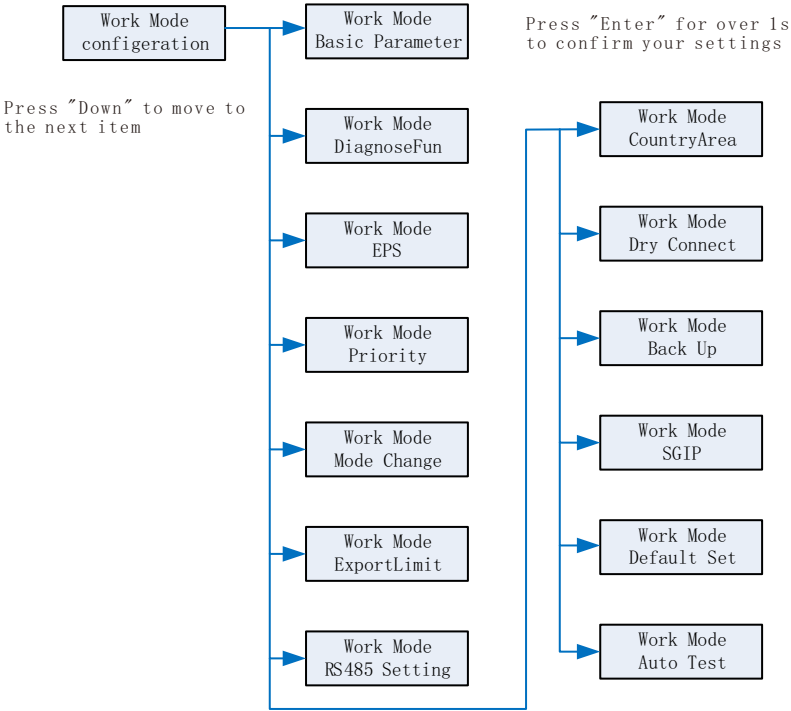 Work Mode
configeration
Press "Down" to move to
the next item
Work Mode
Basic Parameter
Work Mode
DiagnoseFun
Work Mode
EPS
Work Mode
Priority
Work Mode
Mode Change
Work Mode
ExportLimit
Work Mode
RS485 Setting
Press "Enter" for over 1s
to confirm your settings
Work Mode
CountryArea
Work Mode
Dry Connect
Work Mode
Back Up
Work Mode
SGIP
Work Mode
Default Set
Work Mode
Auto Test